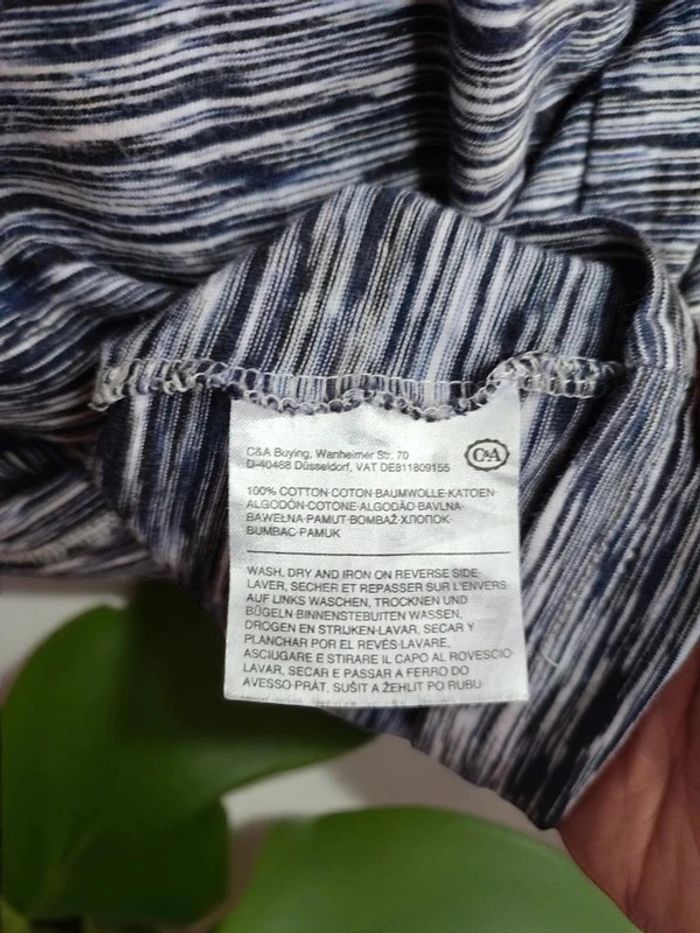 C&A Buying, Wanheimer Str. 70
D-40468 Düsseldorf, VAT DE811809155
C&A
100% COTTON·COTON·BAUMWOLLE·KATOEN·
ALGODÓN·COTONE·ALGODÃO·BAVLNA·
BAWEŁNA·PAMUT·BOMBAŽ·ХЛОПОК·
BUMBAC·PAMUK
WASH, DRY AND IRON ON REVERSE SIDE·
LAVER, SECHER ET REPASSER SUR L'ENVERS·
AUF LINKS WASCHEN, TROCKNEN UND
BÜGELN·BINNENSTEBUITEN WASSEN,
DROGEN EN STRIJKEN·LAVAR, SECAR Y
PLANCHAR POR EL REVÉS·LAVARE,
ASCIUGARE E STIRARE IL CAPO AL ROVESCIO·
LAVAR, SECAR E PASSAR A FERRO DO
AVESSO·PRÁT, SUŠIT A ŽEHLIT PO RUBU·